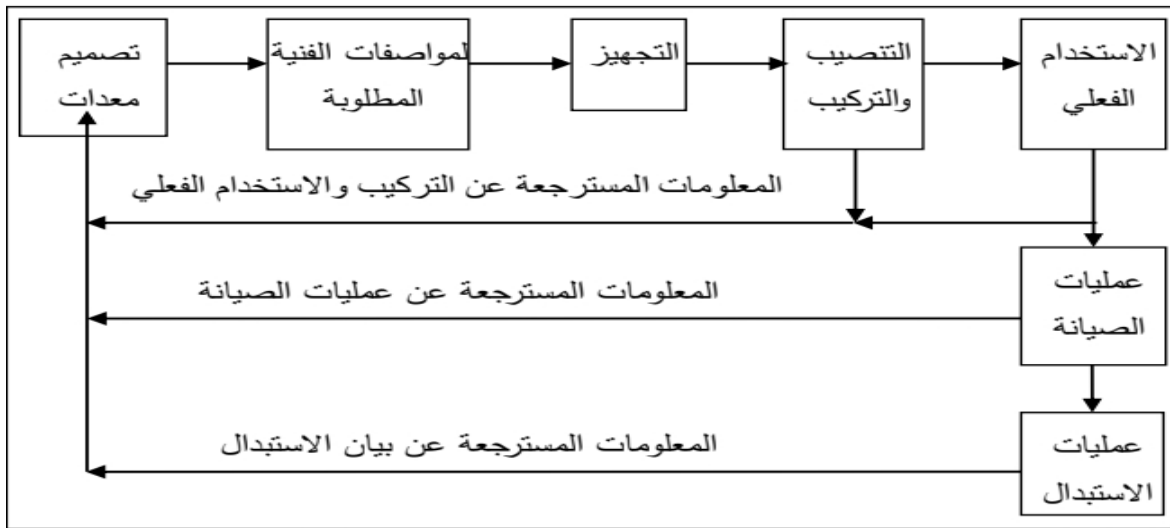 تصميم
معدات
لمواصفات الفنية
المطلوبة
التجهيز
التنصيب
والتركيب
الاستخدام
الفعلي
المعلومات المسترجعة عن التركيب والاستخدام الفعلي
عمليات
الصيانة
المعلومات المسترجعة عن عمليات الصيانة
عمليات
الاستبدال
المعلومات المسترجعة عن بيان الاستبدال